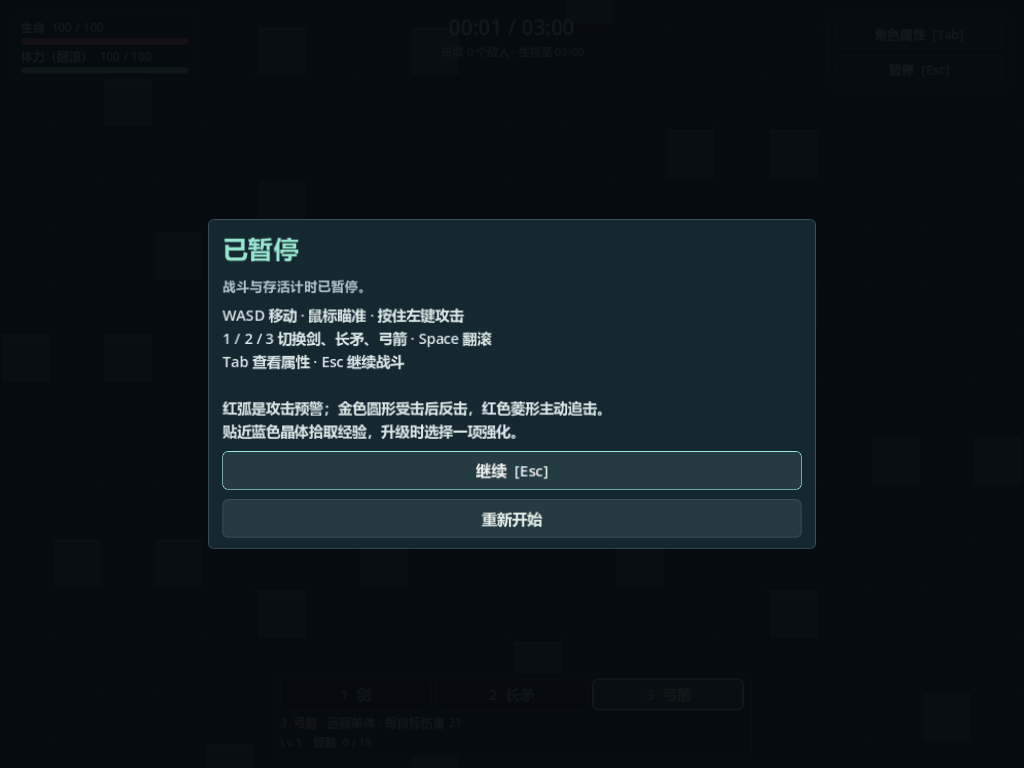 生命 100 / 100
体力（翻滚） 100 / 100
00:01 / 03:00
击败 0 个敌人 · 生存至 03:00
角色属性 [Tab]
暂停 [Esc]
已暂停
战斗与存活计时已暂停。
WASD 移动 · 鼠标瞄准 · 按住左键攻击
1 / 2 / 3 切换剑、长矛、弓箭 · Space 翻滚
Tab 查看属性 · Esc 继续战斗
红弧是攻击预警；金色圆形受击后反击，红色菱形主动追击。
贴近蓝色晶体拾取经验，升级时选择一项强化。
继续 [Esc]
重新开始
1 剑
2 长矛
3 弓箭
3 弓箭 远程单体 · 每目标伤害 21
Lv.1 经验 0 / 18